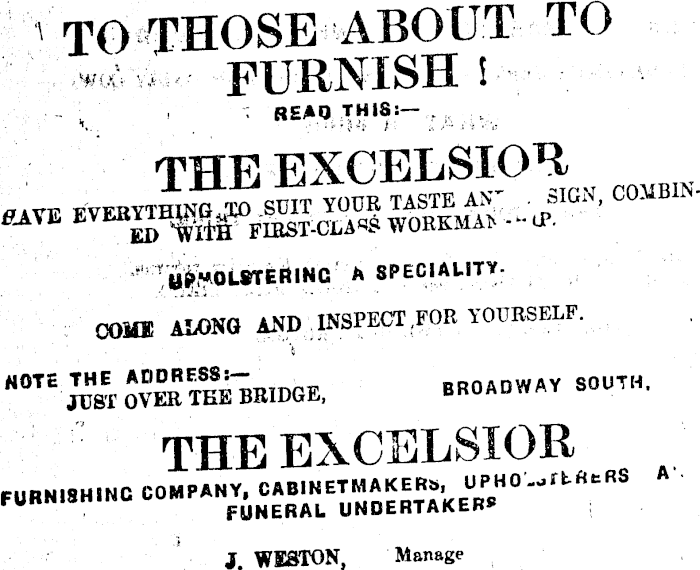 TO THOSE ABOUT TO
FURNISH !
READ THIS:—
THE EXCELSIOR
HAVE EVERYTHING TO SUIT YOUR TASTE SIGN, COMBIN-
ED WITH FIRST-CLASS
UPHOLSTERING A SPECIALITY.
COME ALONG AND INSPECT FOR YOURSELF.
NOTE THE ADDRESS:—
JUST OVER THE BRIDGE, BROADWAY SOUTH,
THE EXCELSIOR
FURNISHING COMPANY, CABINETMAKERS, UPHOLSTERERS
FUNERAL UNDERTAKERS
J. WESTON, Manage